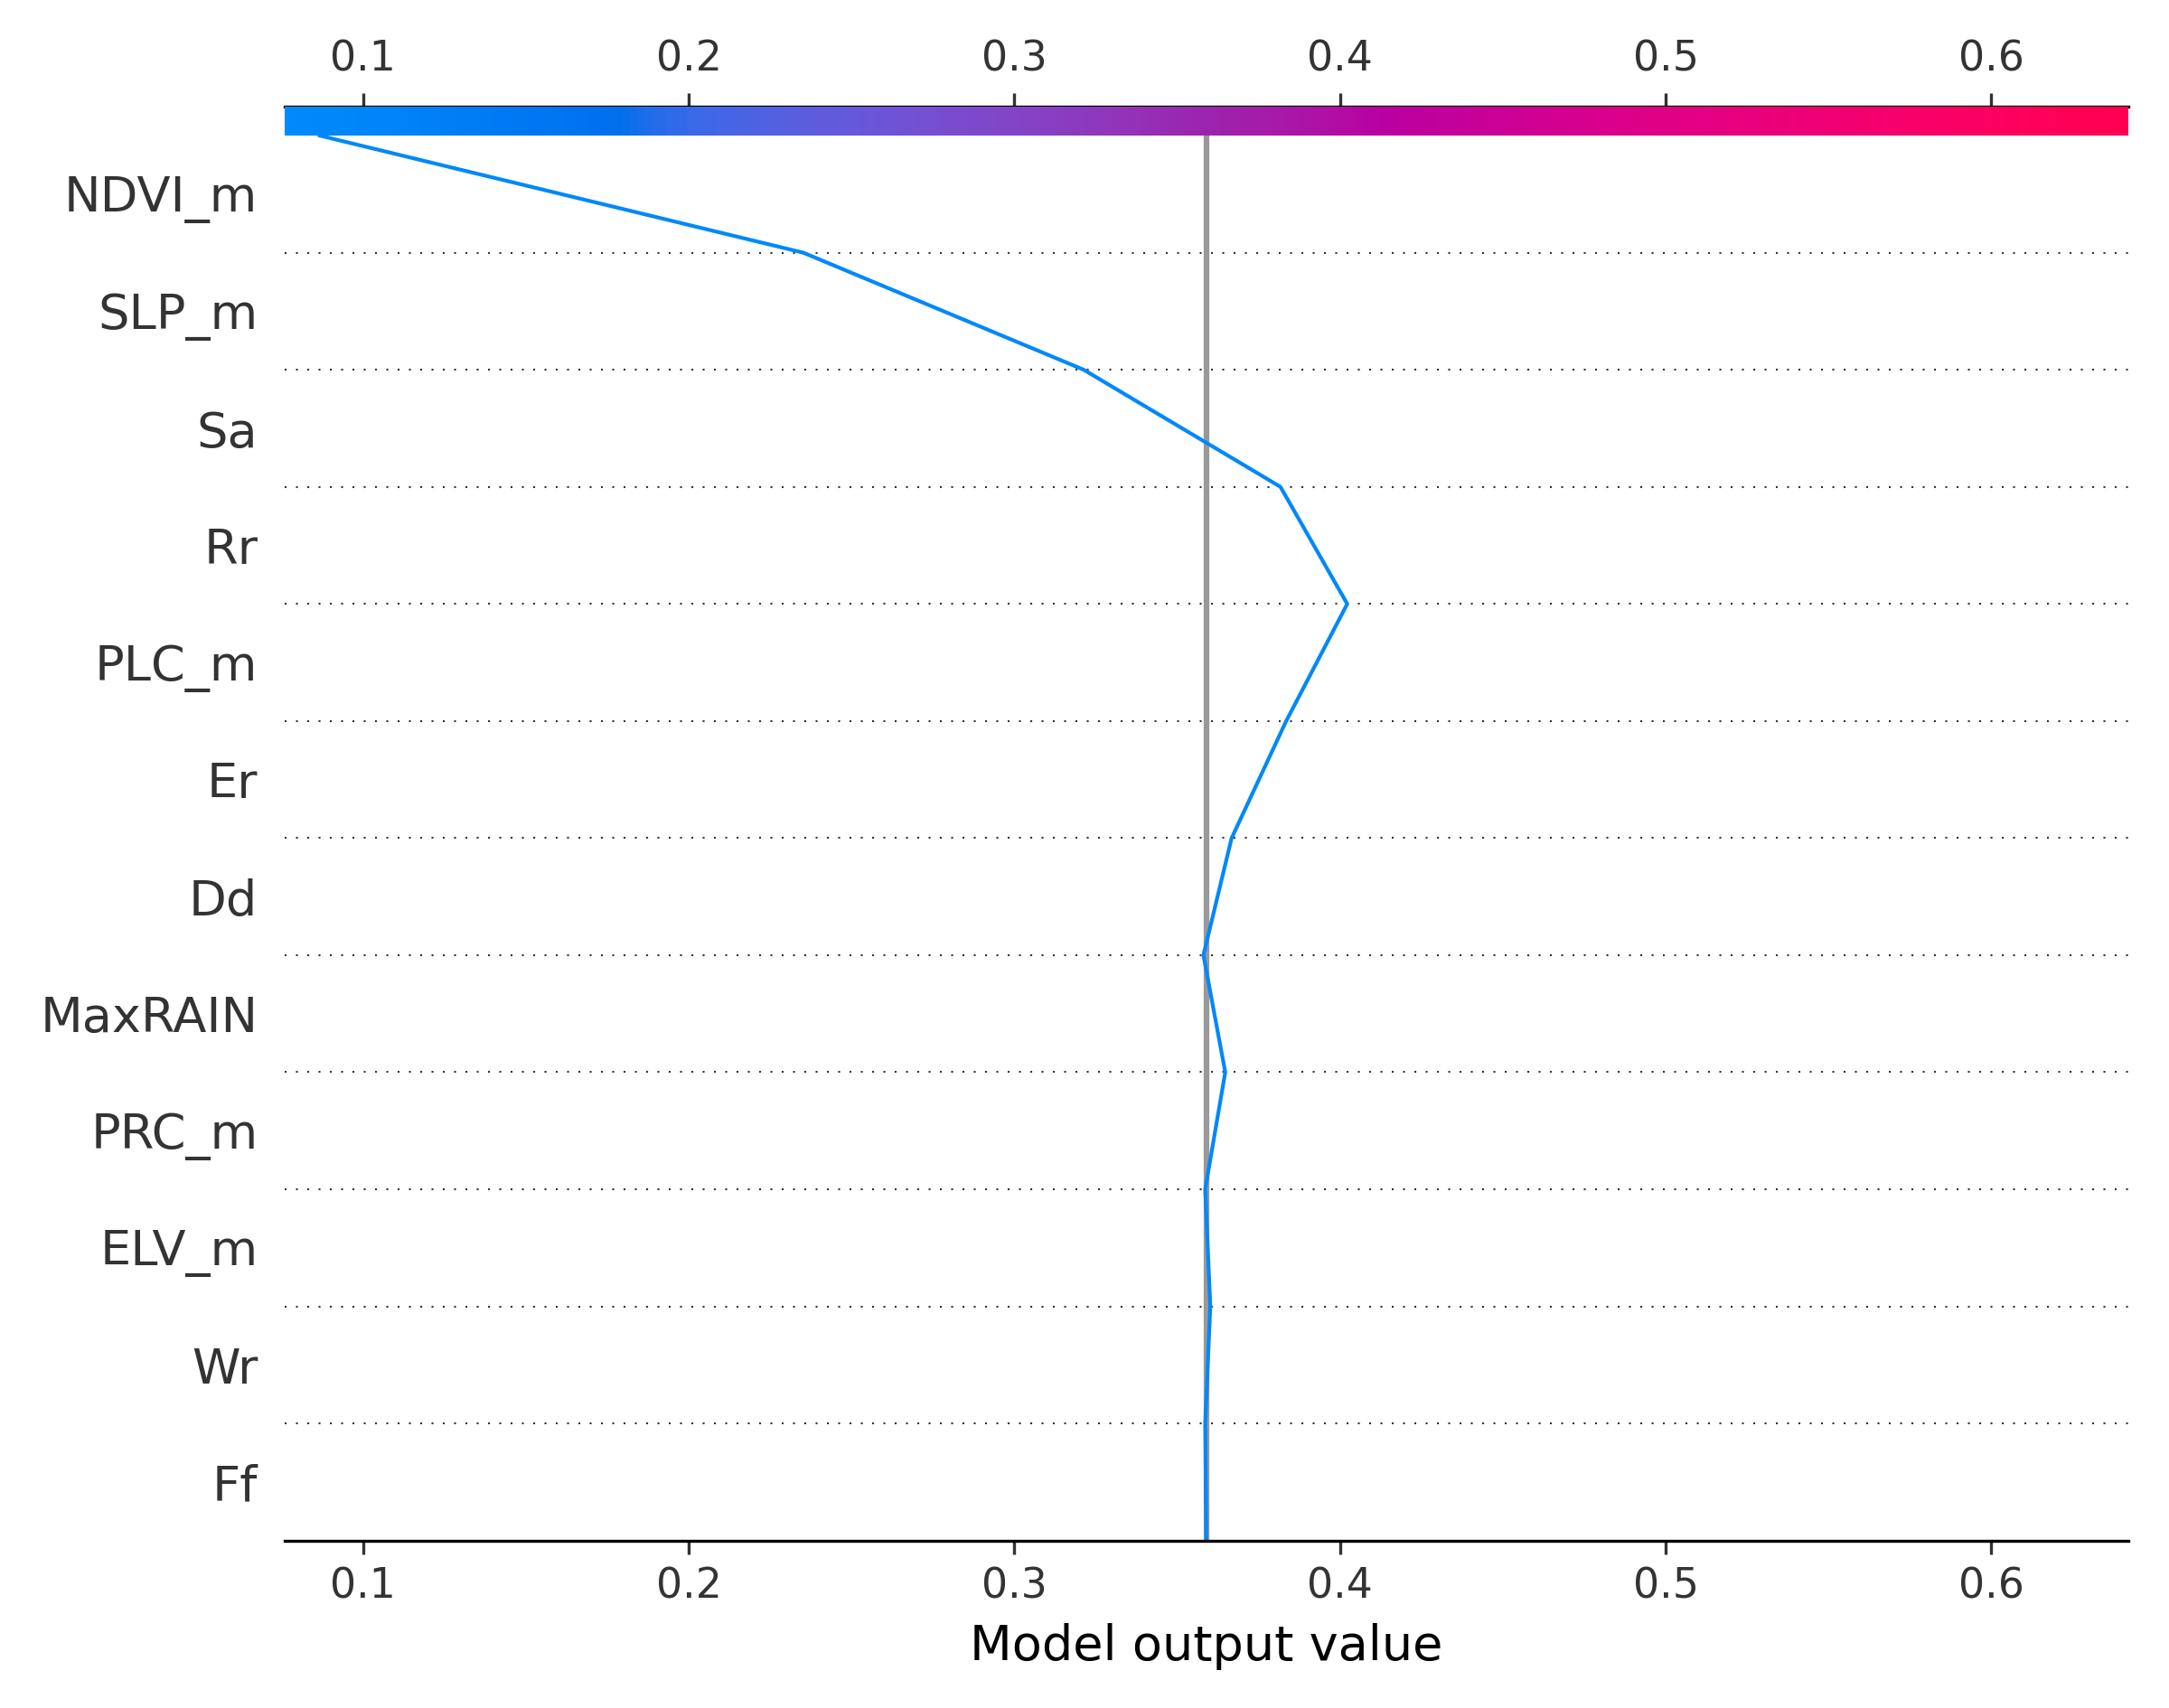 0.1 0.2 0.3 0.4 0.5 0.6
NDVI_m
SLP_m
Sa
Rr
PLC_m
Er
Dd
MaxRAIN
PRC_m
ELV_m
Wr
Ff
0.1 0.2 0.3 0.4 0.5 0.6
Model output value